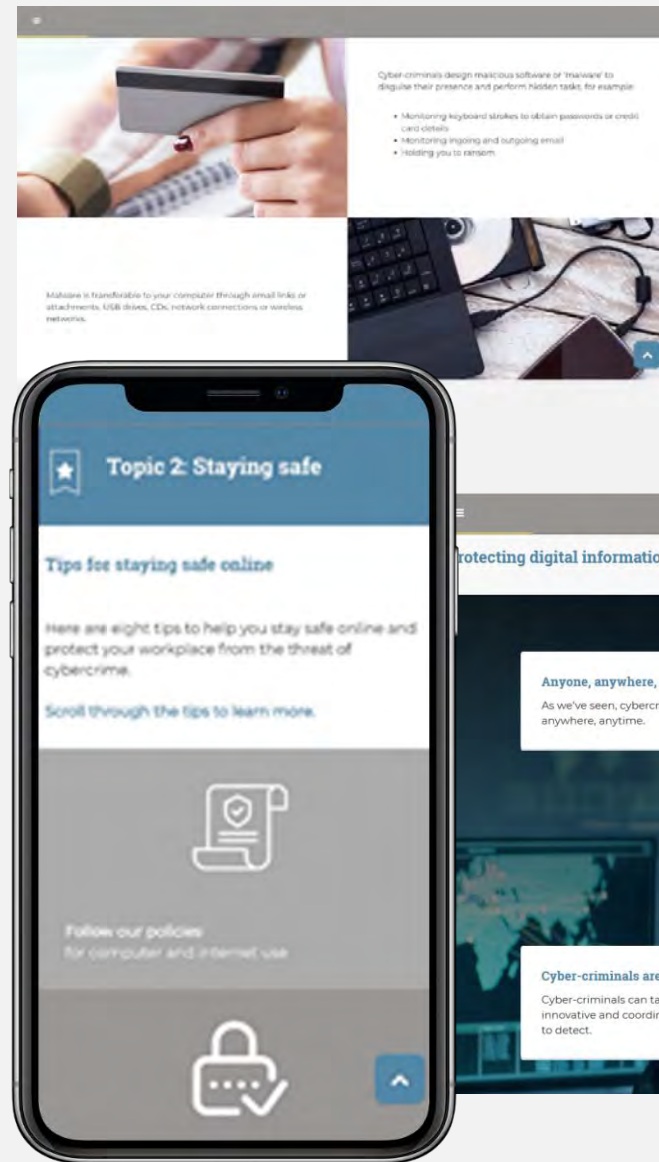 Cyber-criminals design malicious software or 'malware' to
disguise their presence and perform hidden tasks, for example:
• Monitoring keyboard strokes to obtain passwords or credit
card details
• Monitoring ingoing and outgoing email
• Holding you to ransom
Malware is transferable to your computer through email links or
attachments, USB drives, CDs, network connections or wireless
networks.
Topic 2: Staying safe
Tips for staying safe online
Here are eight tips to help you stay safe online and
protect your workplace from the threat of
cybercrime.
Scroll through the tips to learn more.
Follow our policies
for computer and internet use
rotecting digital informatio
Anyone, anywhere,
As we've seen, cybercr
anywhere, anytime.
Cyber-criminals are
Cyber-criminals can ta
innovative and coordin
to detect.